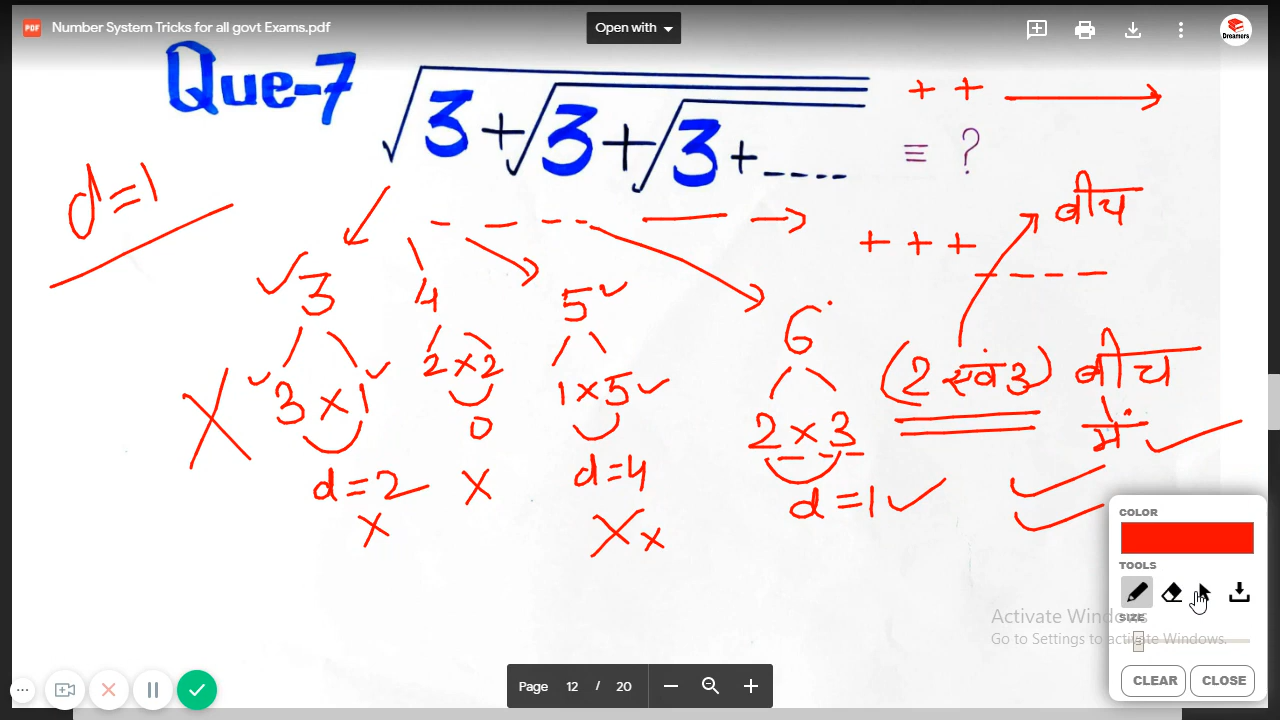 Number System Tricks for all govt Exams.pdf
Open with
Dreamers
Que-7 √3+√3+√3+---- + + →
≡ ?
d=1
बीच
+ + +
3 4 5 6
3×1 2×2 1×5 2×3 (2 एवं 3) बीच में
0
d=2 × d=4 d=1
× × ×
COLOR
TOOLS
SIZE
CLEAR CLOSE
Activate Windows
Go to Settings to activate Windows.
Page 12 / 20